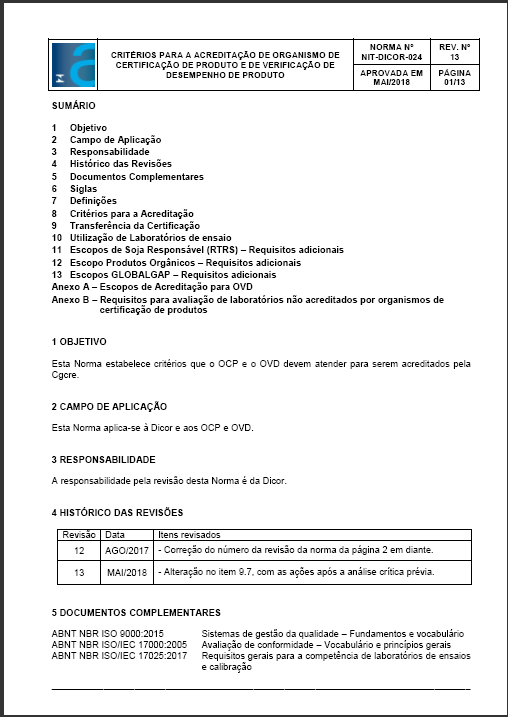 CRITÉRIOS PARA A ACREDITAÇÃO DE ORGANISMO DE
CERTIFICAÇÃO DE PRODUTO E DE VERIFICAÇÃO DE
DESEMPENHO DE PRODUTO
NORMA Nº
NIT-DICOR-024
REV. Nº
13
APROVADA EM
MAI/2018
PÁGINA
01/13
SUMÁRIO
1 Objetivo
2 Campo de Aplicação
3 Responsabilidade
4 Histórico das Revisões
5 Documentos Complementares
6 Siglas
7 Definições
8 Critérios para a Acreditação
9 Transferência da Certificação
10 Utilização de Laboratórios de ensaio
11 Escopos de Soja Responsável (RTRS) – Requisitos adicionais
12 Escopo Produtos Orgânicos – Requisitos adicionais
13 Escopos GLOBALGAP – Requisitos adicionais
Anexo A – Escopos de Acreditação para OVD
Anexo B – Requisitos para avaliação de laboratórios não acreditados por organismos de
certificação de produtos
1 OBJETIVO
Esta Norma estabelece critérios que o OCP e o OVD devem atender para serem acreditados pela
Cgcre.
2 CAMPO DE APLICAÇÃO
Esta Norma aplica-se à Dicor e aos OCP e OVD.
3 RESPONSABILIDADE
A responsabilidade pela revisão desta Norma é da Dicor.
4 HISTÓRICO DAS REVISÕES
Revisão Data Itens revisados
12 AGO/2017 - Correção do número da revisão da norma da página 2 em diante.
13 MAI/2018 - Alteração no item 9.7, com as ações após a análise crítica prévia.
5 DOCUMENTOS COMPLEMENTARES
ABNT NBR ISO 9000:2015 Sistemas de gestão da qualidade – Fundamentos e vocabulário
ABNT NBR ISO/IEC 17000:2005 Avaliação de conformidade – Vocabulário e princípios gerais
ABNT NBR ISO/IEC 17025:2017 Requisitos gerais para a competência de laboratórios de ensaios
e calibração